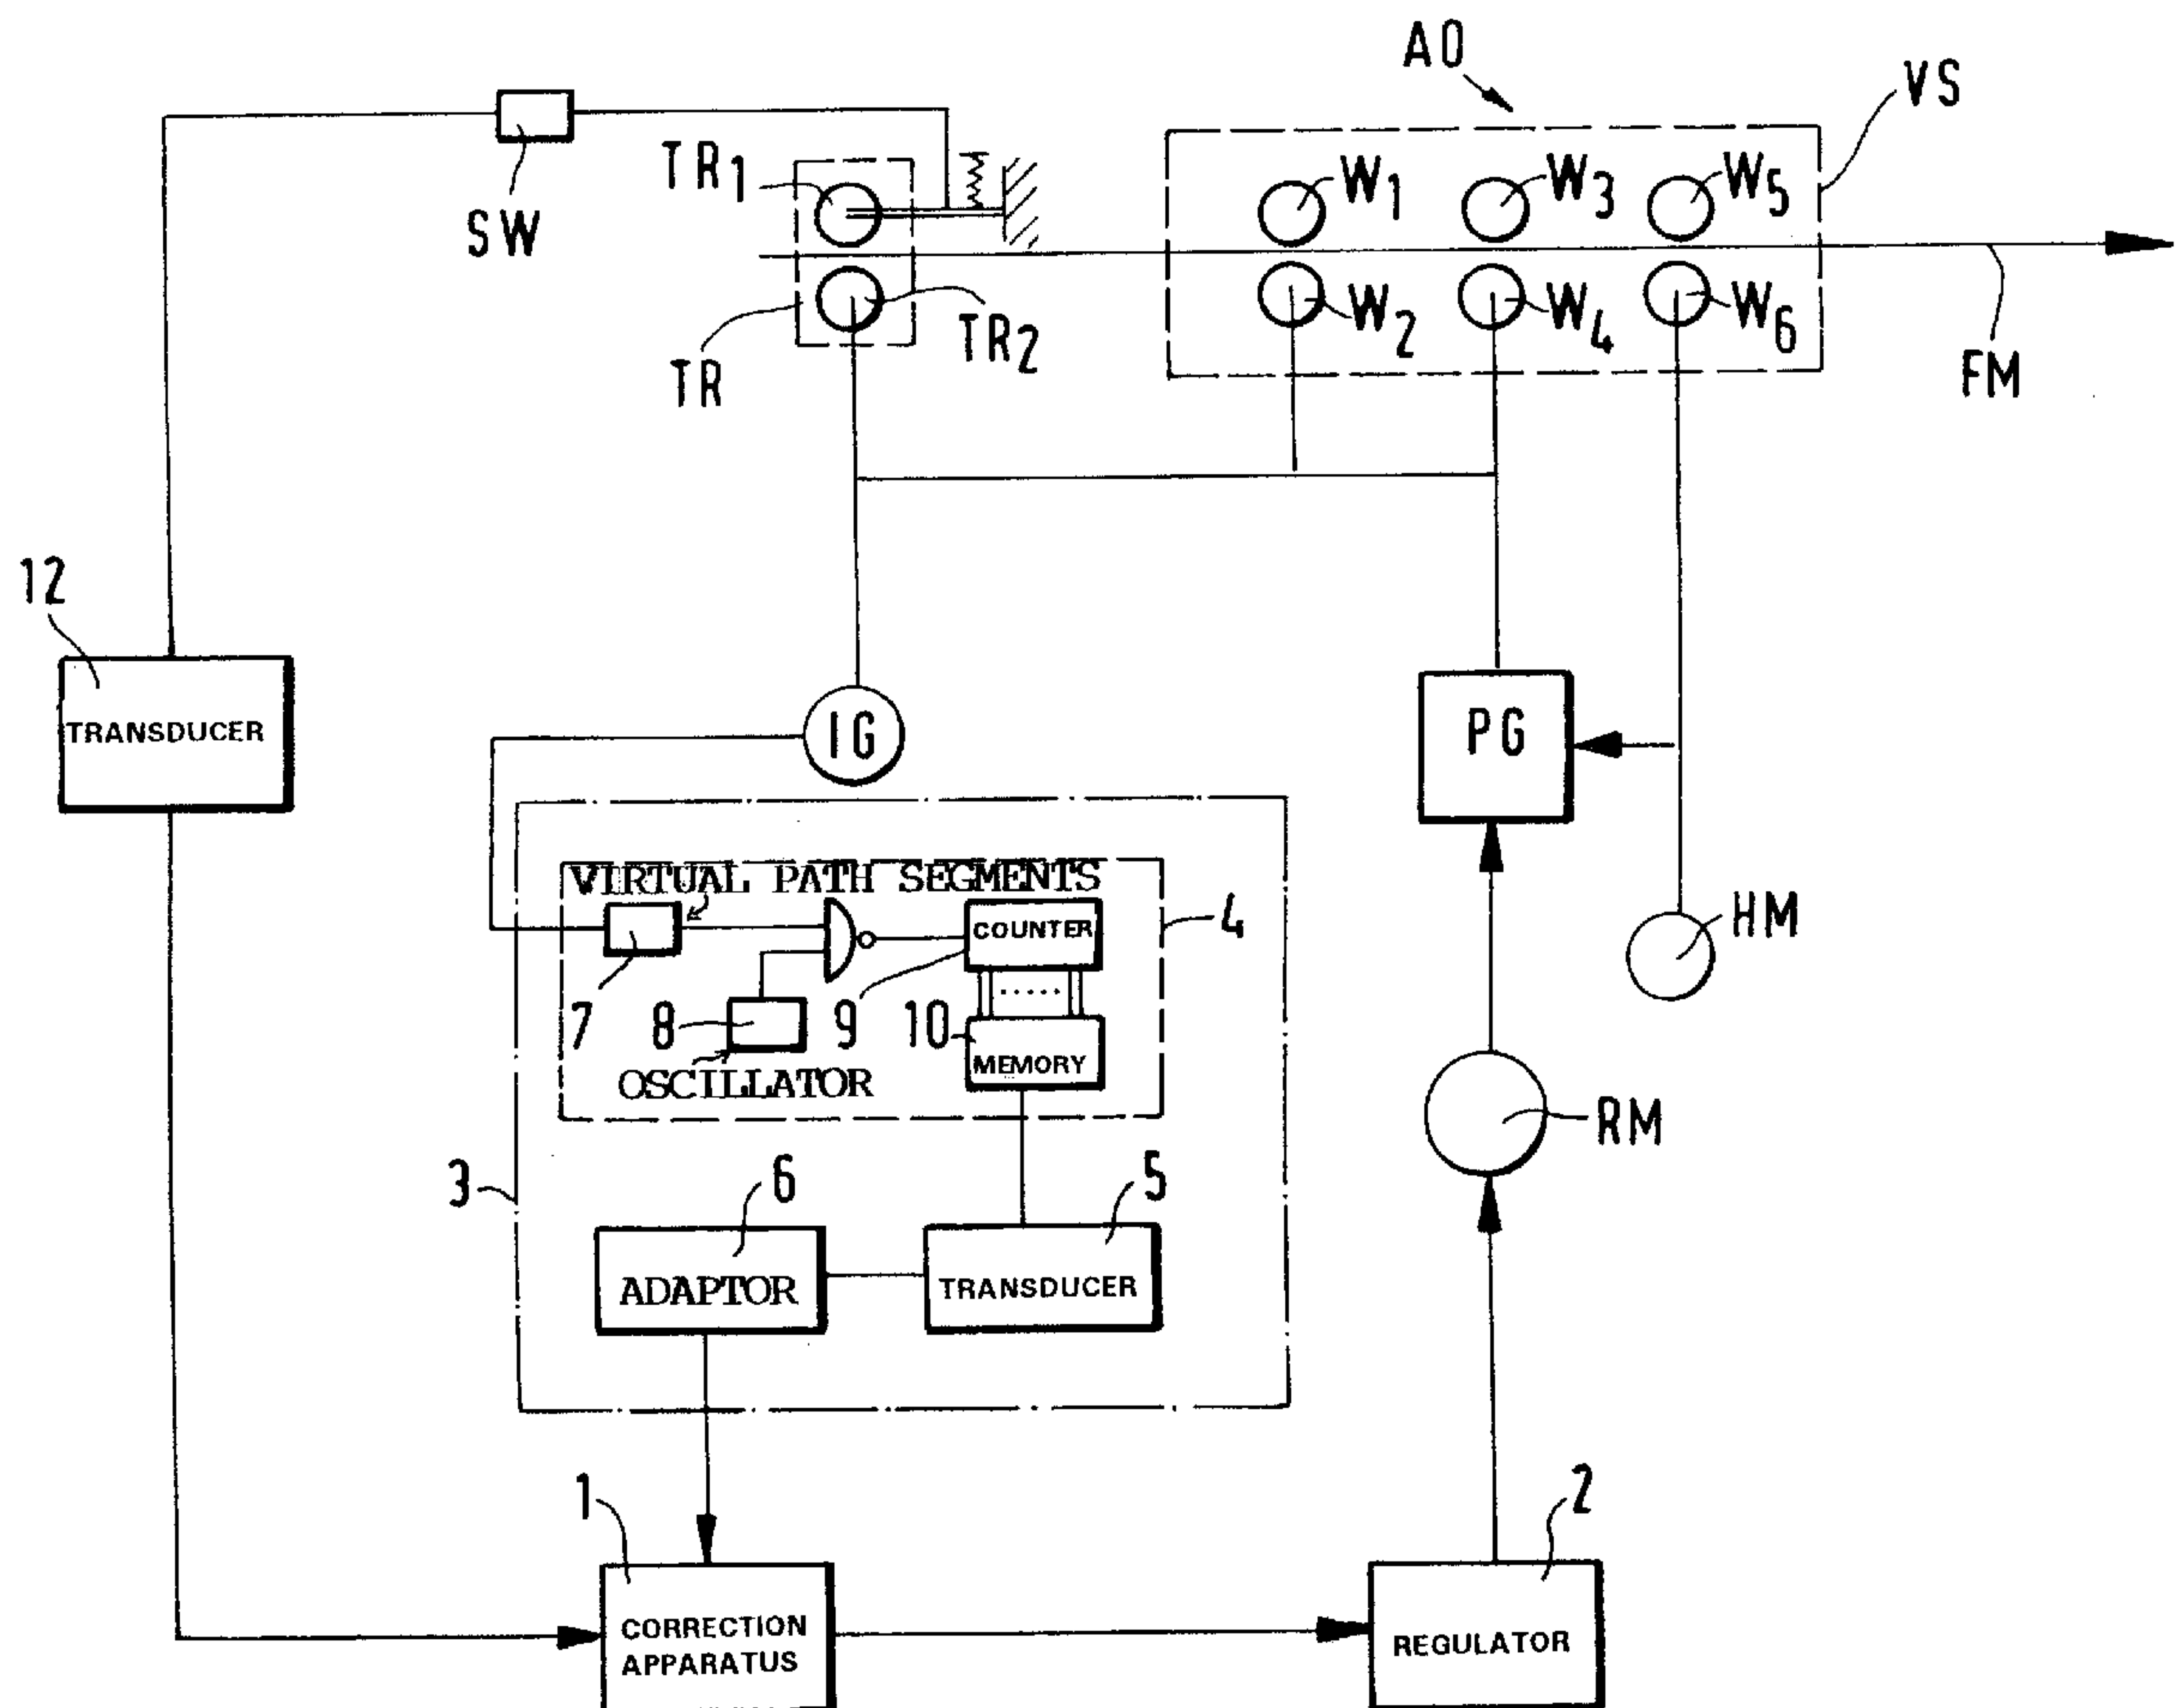 AO
VS
SW
TR1
W1
W3
W5
TR
TR2
W2
W4
W6
FM
12
TRANSDUCER
IG
PG
VIRTUAL PATH SEGMENTS
COUNTER
4
HM
7
8
9
10
MEMORY
OSCILLATOR
RM
3
6
5
ADAPTOR
TRANSDUCER
1
2
CORRECTION
APPARATUS
REGULATOR